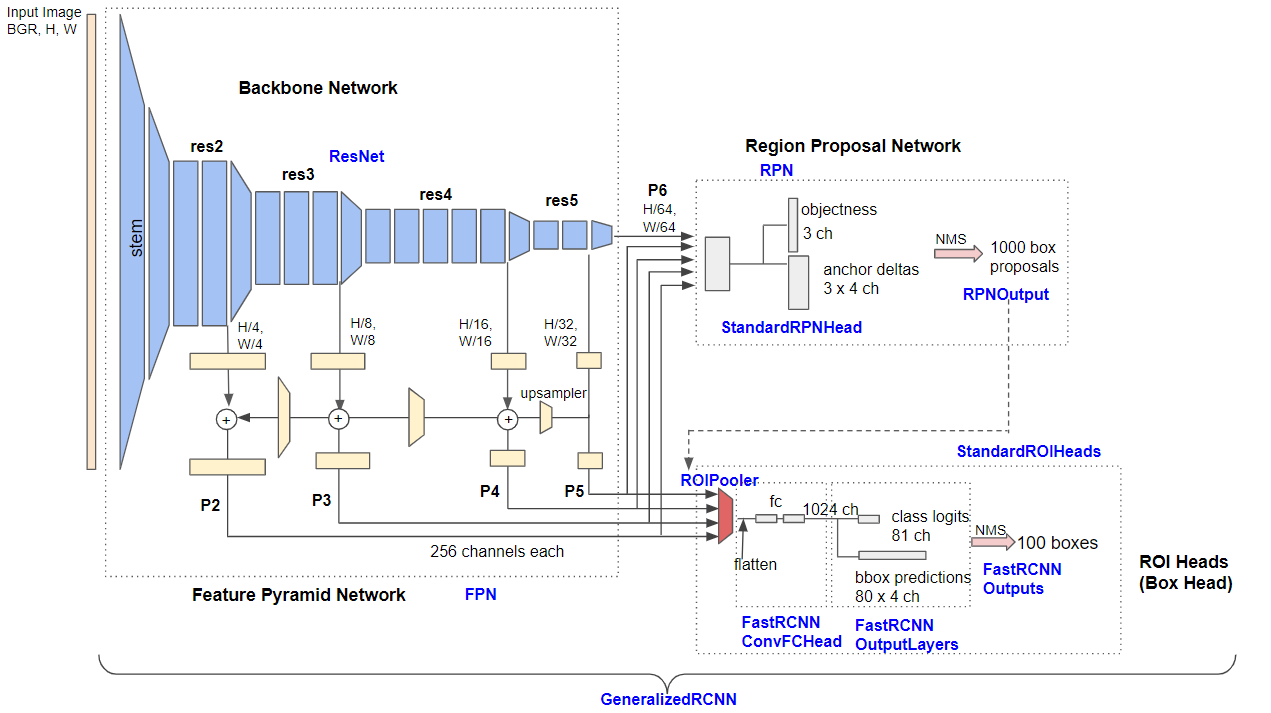 Input Image
BGR, H, W
Backbone Network
ResNet
stem
res2
res3
res4
res5
P6
H/64,
W/64
Region Proposal Network
RPN
objectness
3 ch
anchor deltas
3 x 4 ch
NMS
1000 box
proposals
RPNOutput
StandardRPNHead
H/4,
W/4
H/8,
W/8
H/16,
W/16
H/32,
W/32
upsampler
+
+
+
P2
P3
P4
P5
256 channels each
Feature Pyramid Network
FPN
StandardROIHeads
ROIPooler
fc
1024 ch
flatten
class logits
81 ch
bbox predictions
80 x 4 ch
NMS
100 boxes
FastRCNN
Outputs
FastRCNN
ConvFCHead
FastRCNN
OutputLayers
ROI Heads
(Box Head)
GeneralizedRCNN